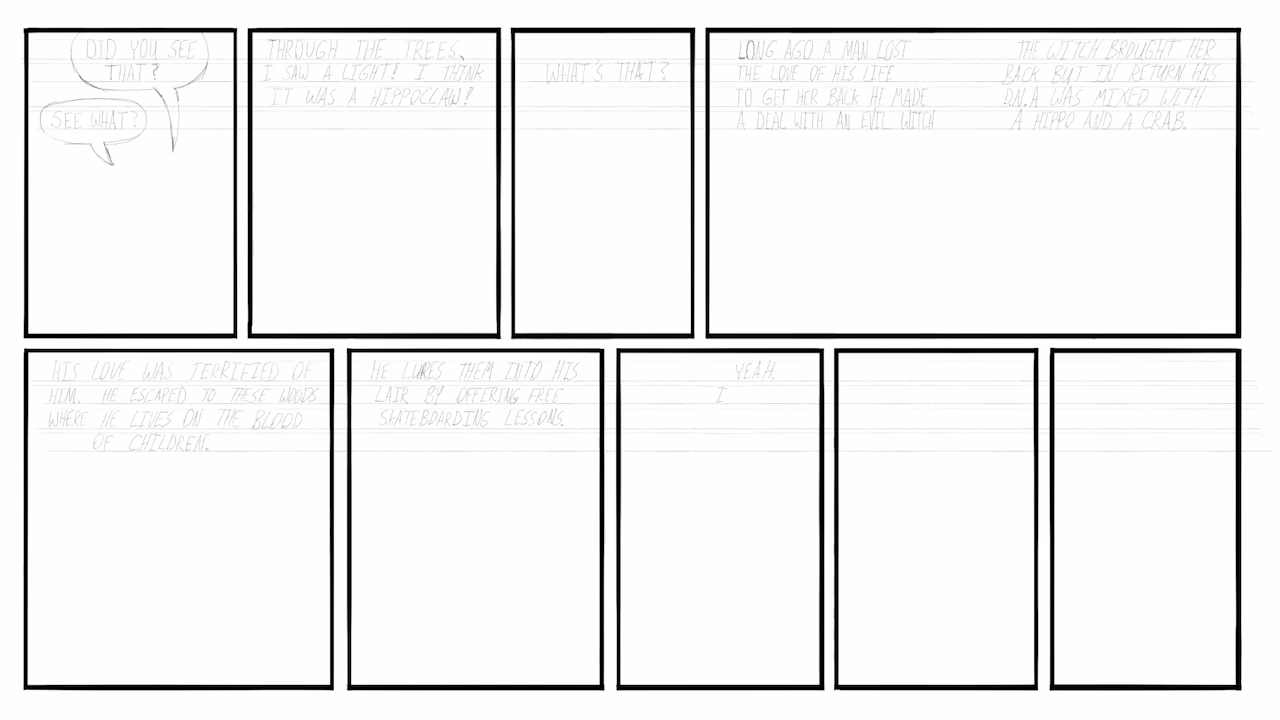 DID YOU SEE
THAT?
SEE WHAT?
THROUGH THE TREES,
I SAW A LIGHT! I THINK
IT WAS A HIPPOCLAW!
WHAT'S THAT?
LONG AGO A MAN LOST
THE LOVE OF HIS LIFE
TO GET HER BACK HE MADE
A DEAL WITH AN EVIL WITCH
THE WITCH BROUGHT HER
BACK BUT IN RETURN HIS
D.N.A WAS MIXED WITH
A HIPPO AND A CRAB.
HIS LOVE WAS TERRIFIED OF
HIM. HE ESCAPED TO THESE WOODS
WHERE HE LIVES ON THE BLOOD
OF CHILDREN.
HE LURES THEM INTO HIS
LAIR BY OFFERING FREE
SKATEBOARDING LESSONS.
YEAH.
I